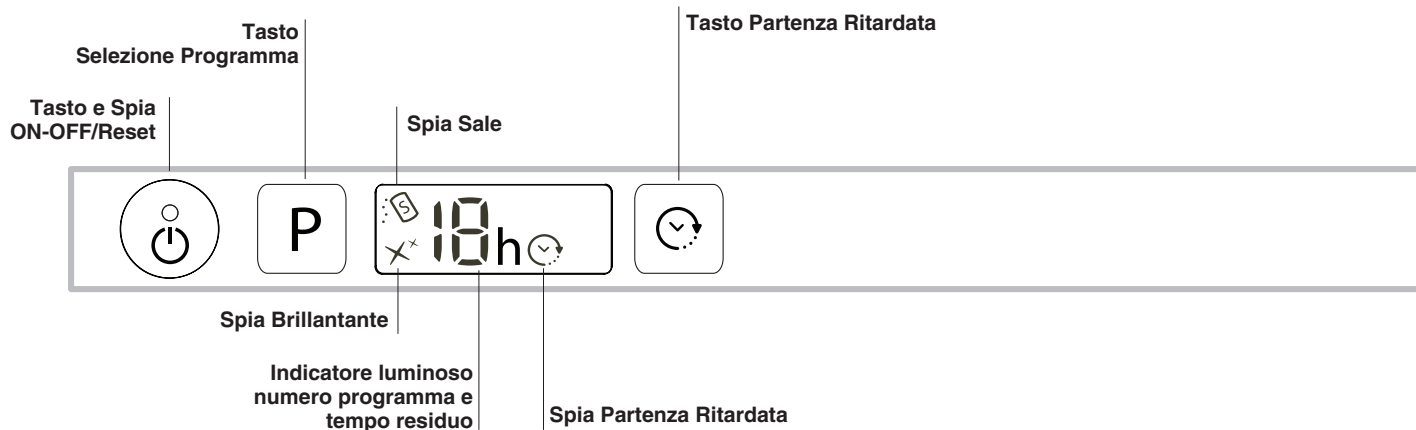 Tasto
Selezione Programma
Tasto Partenza Ritardata
Tasto e Spia
ON-OFF/Reset
Spia Sale
P
S
18h
Spia Brillantante
Indicatore luminoso
numero programma e
tempo residuo
Spia Partenza Ritardata